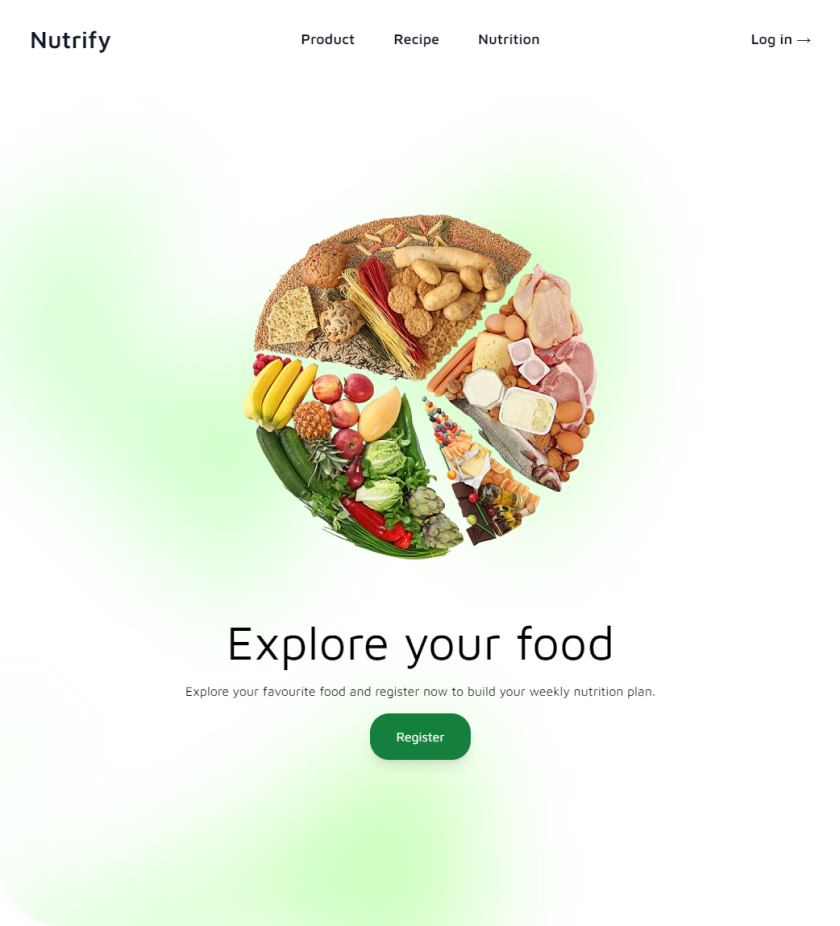 Nutrify
Product
Recipe
Nutrition
Log in →
Explore your food
Explore your favourite food and register now to build your weekly nutrition plan.
Register